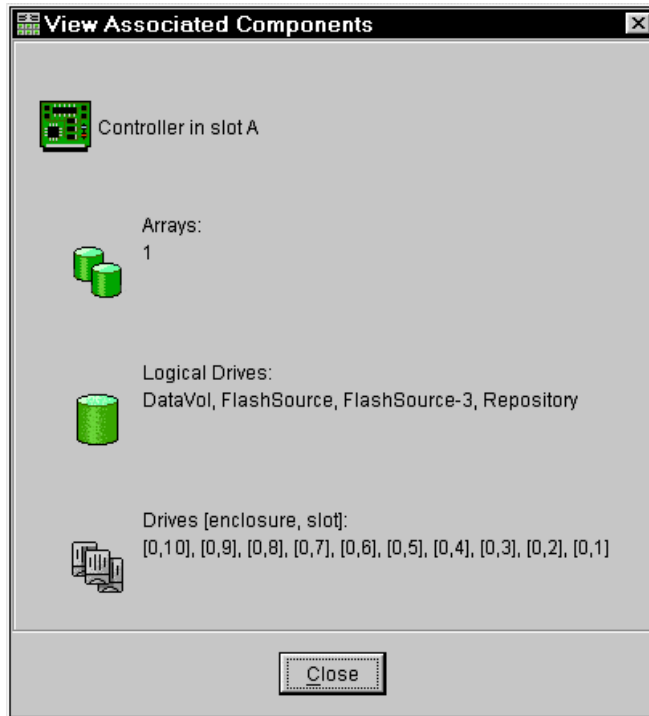 View Associated Components
Controller in slot A
Arrays:
1
Logical Drives:
DataVol, FlashSource, FlashSource-3, Repository
Drives [enclosure, slot]:
[0,10], [0,9], [0,8], [0,7], [0,6], [0,5], [0,4], [0,3], [0,2], [0,1]
Close